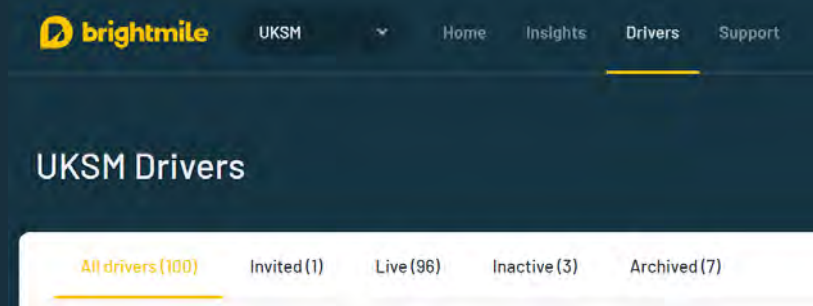 brightmile UKSM Home Insights Drivers Support
UKSM Drivers
All drivers (100) Invited (1) Live (96) Inactive (3) Archived (7)